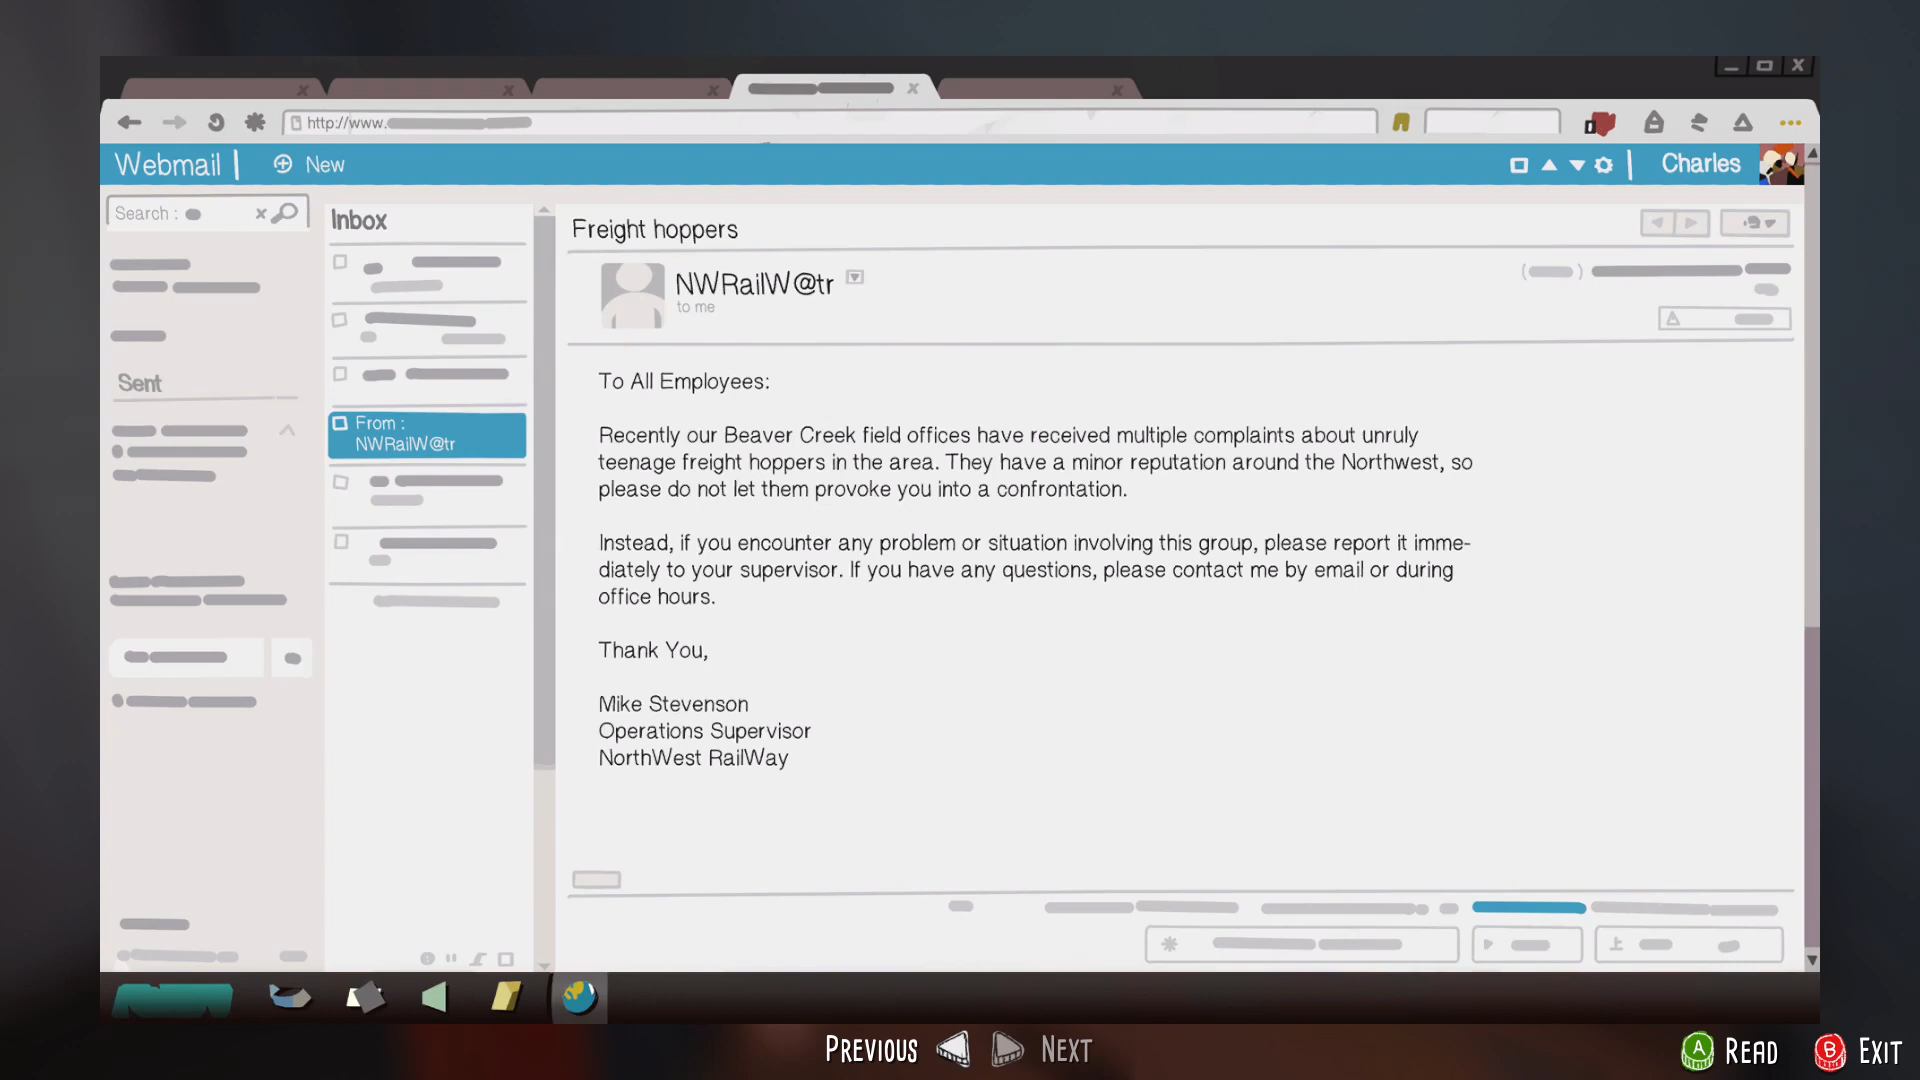 http://www.
Webmail
New
Charles
Search :
Inbox
Freight hoppers
NWRailW@tr
to me
Sent
From :
NWRailW@tr
To All Employees:
Recently our Beaver Creek field offices have received multiple complaints about unruly
teenage freight hoppers in the area. They have a minor reputation around the Northwest, so
please do not let them provoke you into a confrontation.
Instead, if you encounter any problem or situation involving this group, please report it imme-
diately to your supervisor. If you have any questions, please contact me by email or during
office hours.
Thank You,
Mike Stevenson
Operations Supervisor
NorthWest RailWay
PREVIOUS
NEXT
A READ
B EXIT